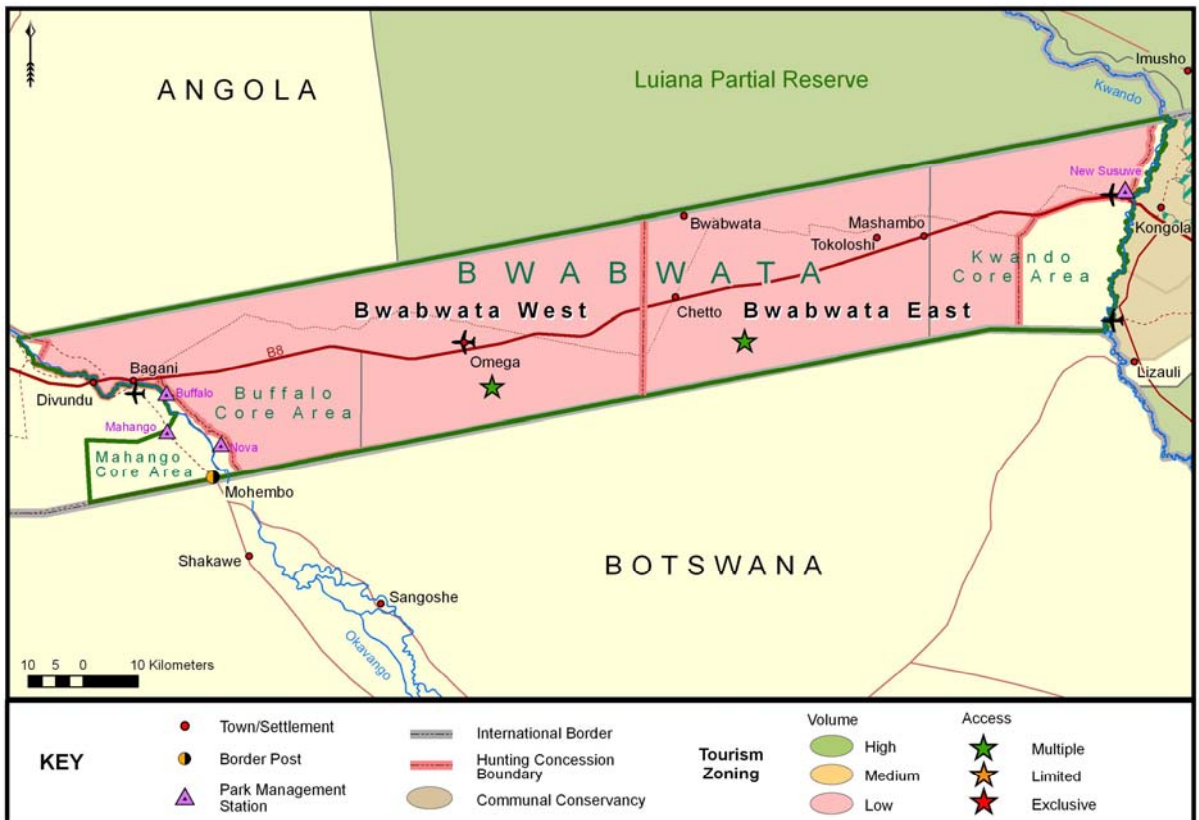 Imusho
ANGOLA
Luiana Partial Reserve
Kwando
New Susuwe
Bwabwata
Mashambo
Kongola
Tokoloshi
BWABWATA
Kwando
Core Area
Chetto
Bwabwata West
Bwabwata East
B8
Omega
Lizauli
Bagani
Divundu
Buffalo
Buffalo
Core Area
Mahango
Nova
Mahango
Core Area
Mohembo
Shakawe
BOTSWANA
Sangoshe
Okavango
10 5 0 10 Kilometers
KEY
Town/Settlement
Border Post
Park Management
Station
International Border
Hunting Concession
Boundary
Communal Conservancy
Tourism
Zoning
Volume
High
Medium
Low
Access
Multiple
Limited
Exclusive